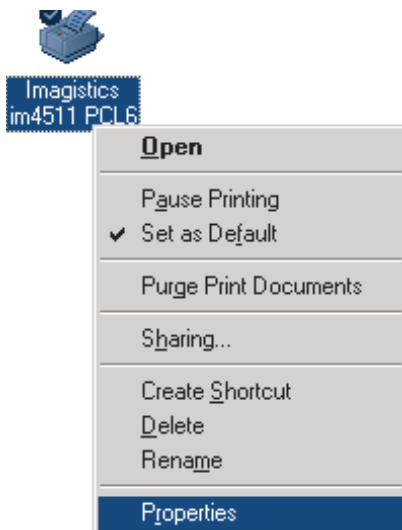 Imagistics
im4511 PCL6
Open
Pause Printing
Set as Default
Purge Print Documents
Sharing...
Create Shortcut
Delete
Rename
Properties